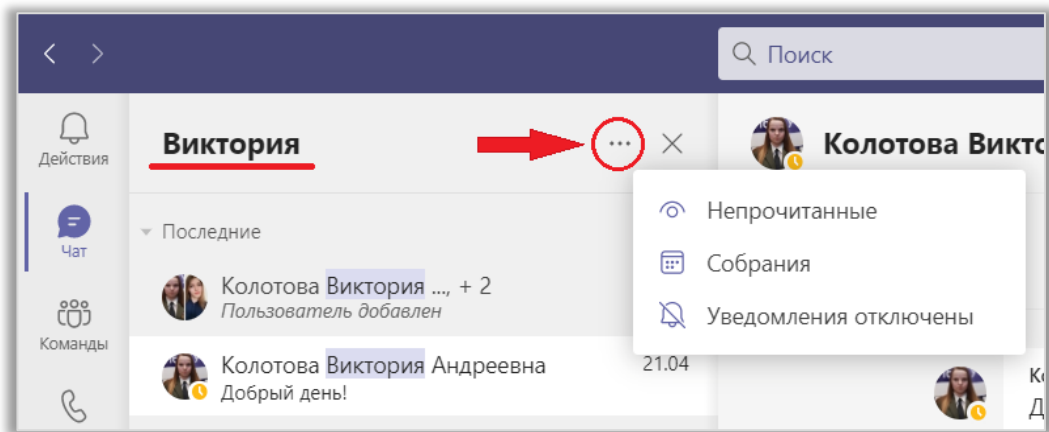 Поиск
Действия
Чат
Команды
Виктория
...
Последние
Колотова Виктория ..., + 2
Пользователь добавлен
Колотова Виктория Андреевна
21.04
Добрый день!
Колотова Викто
Непрочитанные
Собрания
Уведомления отключены